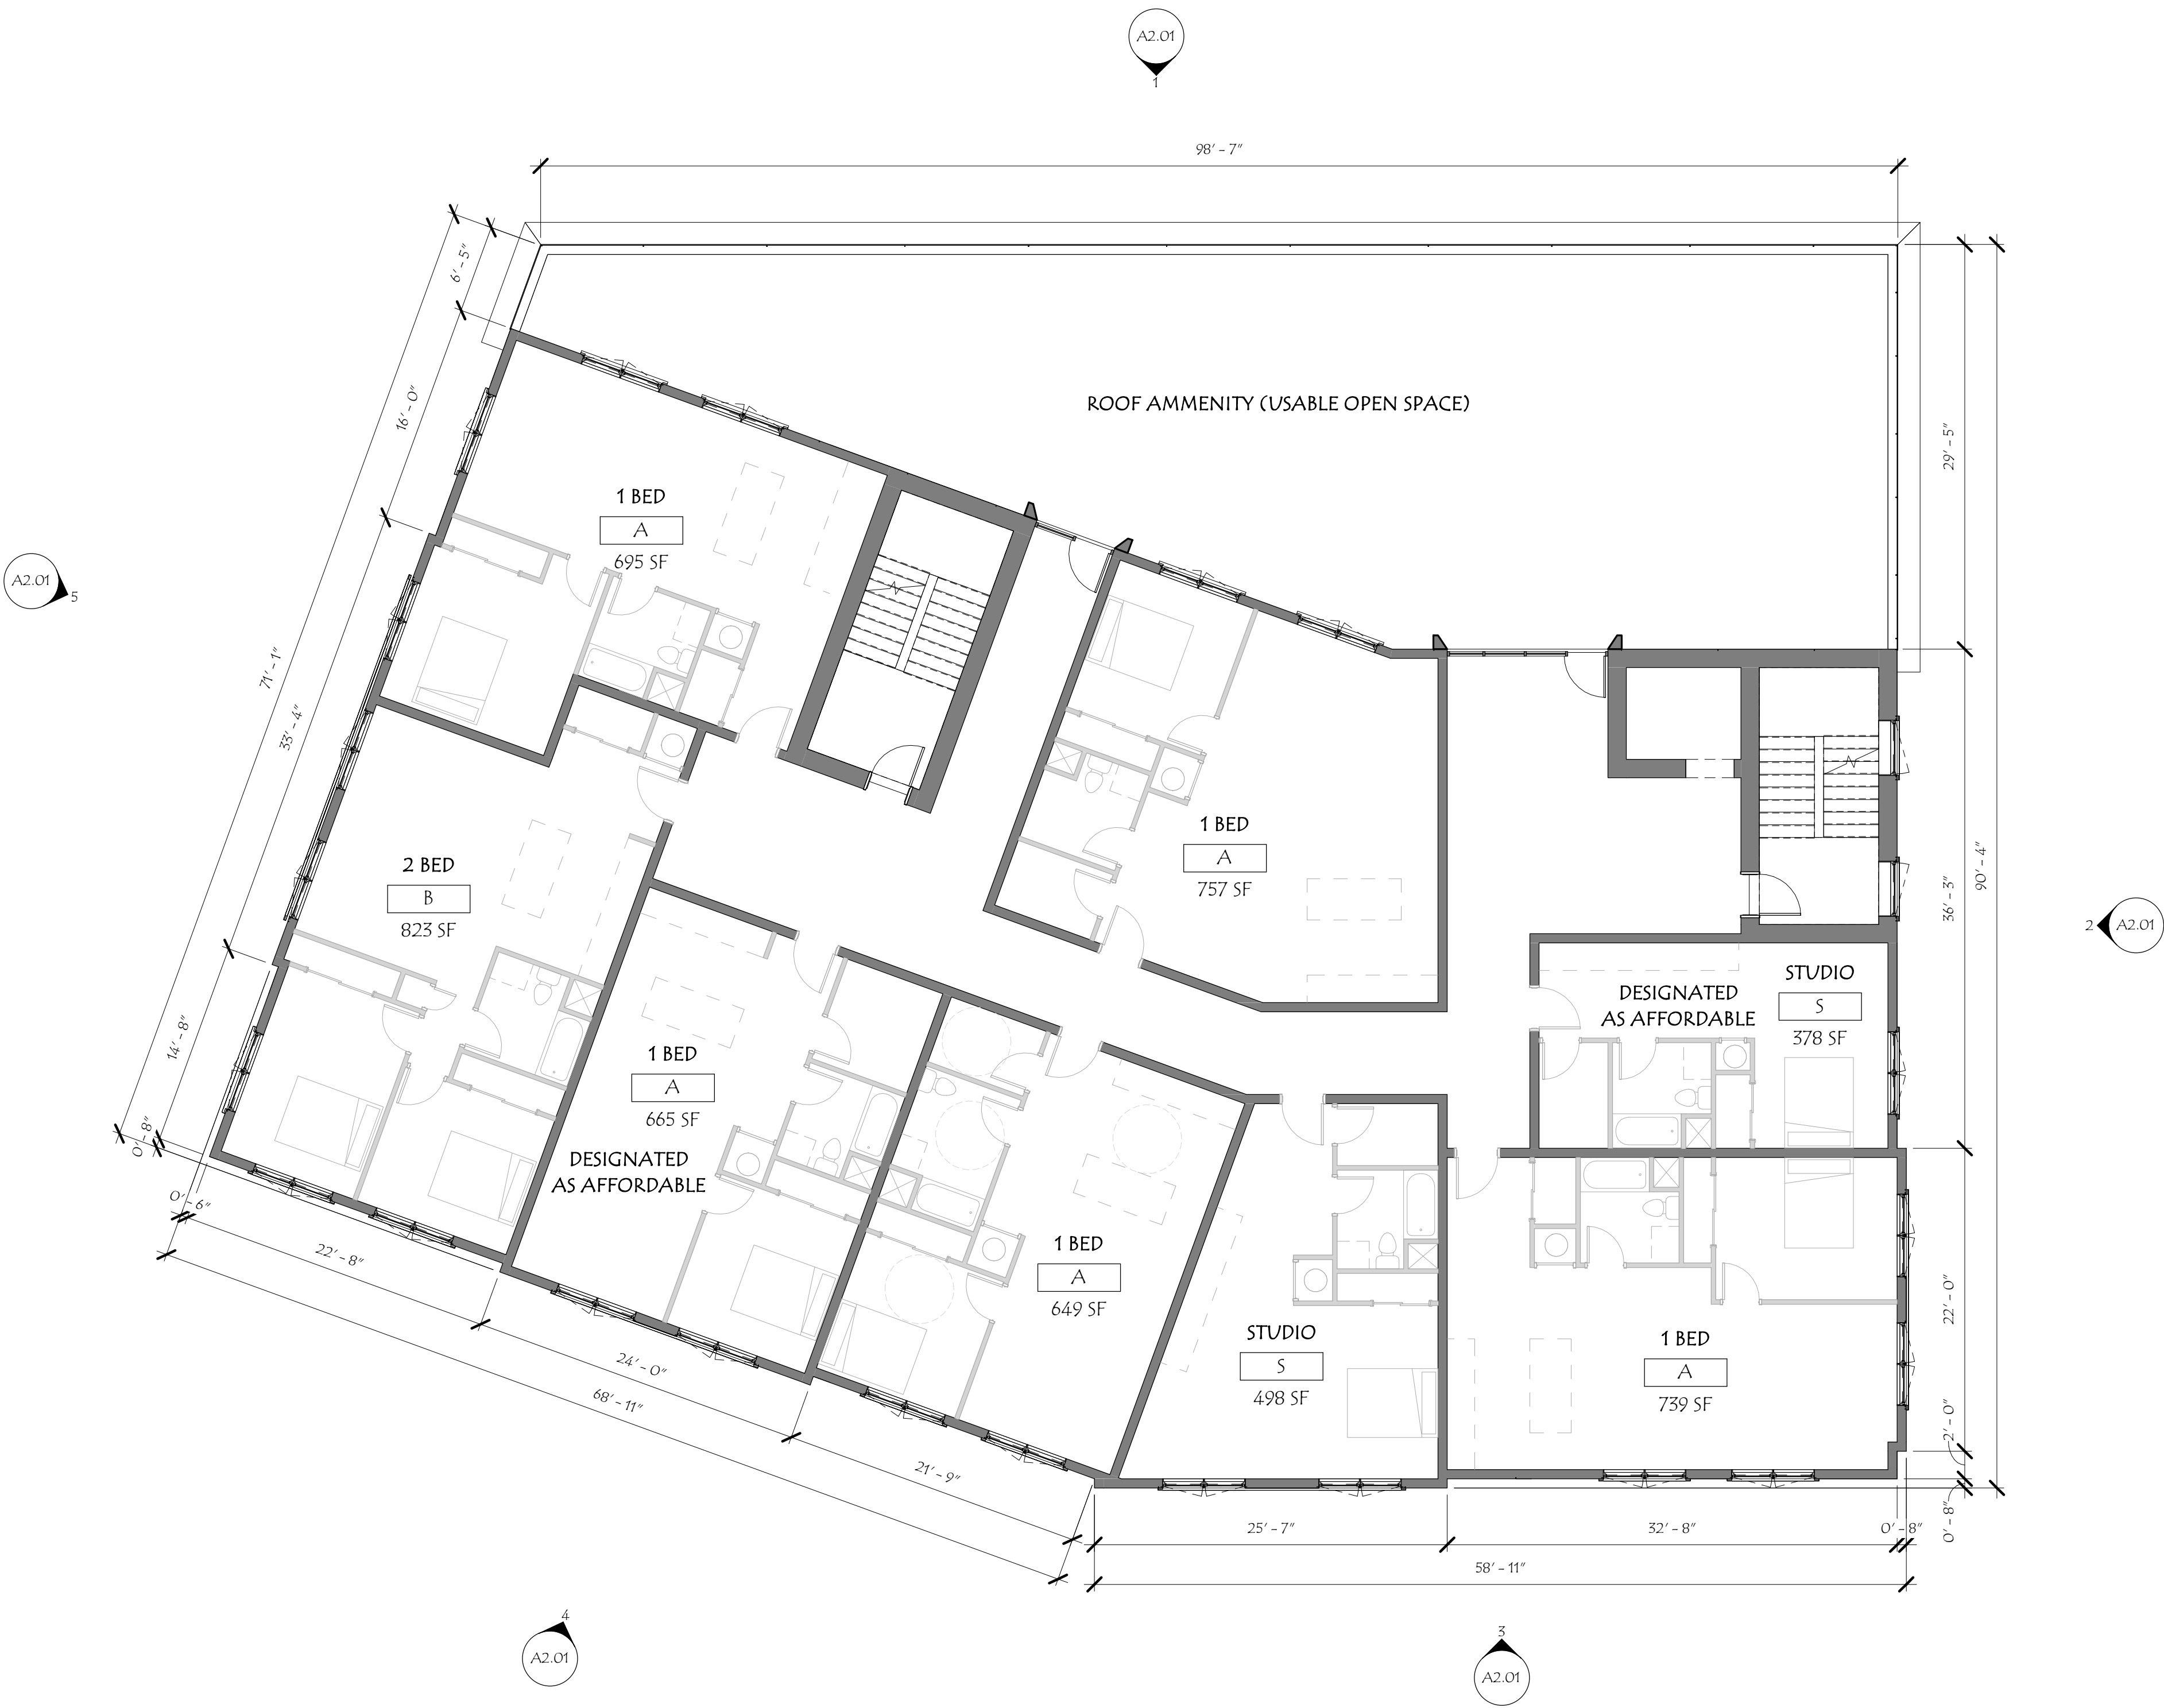 A2.01
1
98' - 7"
6' - 5"
16' - 0"
71' - 1"
33' - 4"
14' - 8"
0' - 8"
29' - 5"
36' - 3"
90' - 4"
22' - 0"
2' - 0"
0' - 8"
ROOF AMMENITY (USABLE OPEN SPACE)
1 BED
A
695 SF
A2.01
5
1 BED
A
757 SF
2 BED
B
823 SF
2
A2.01
STUDIO
S
378 SF
DESIGNATED
AS AFFORDABLE
1 BED
A
665 SF
DESIGNATED
AS AFFORDABLE
1 BED
A
649 SF
STUDIO
S
498 SF
1 BED
A
739 SF
0' - 6"
22' - 8"
24' - 0"
68' - 11"
21' - 9"
25' - 7"
32' - 8"
0' - 8"
58' - 11"
4
A2.01
3
A2.01